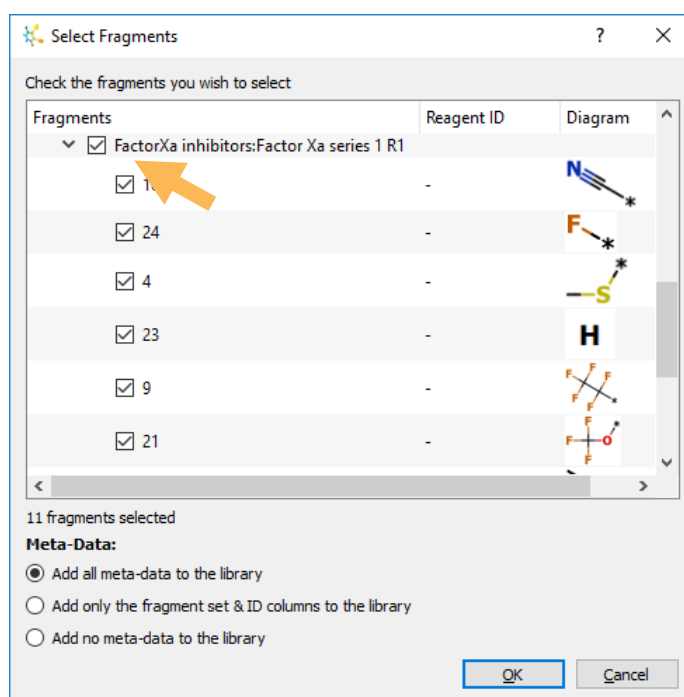 Select Fragments
?
Check the fragments you wish to select
Fragments Reagent ID Diagram
FactorXa inhibitors:Factor Xa series 1 R1
- N *
24 - F *
4 - * S
23 - H
9 - F F F F F *
21 - F F F O *
11 fragments selected
Meta-Data:
Add all meta-data to the library
Add only the fragment set & ID columns to the library
Add no meta-data to the library
OK Cancel